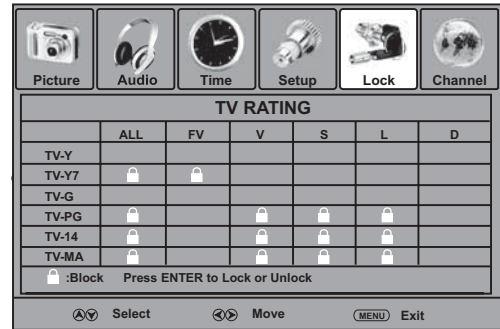 Picture Audio Time Setup Lock Channel
TV RATING
ALL FV V S L D
TV-Y
TV-Y7
TV-G
TV-PG
TV-14
TV-MA
:Block Press ENTER to Lock or Unlock
Select Move MENU Exit